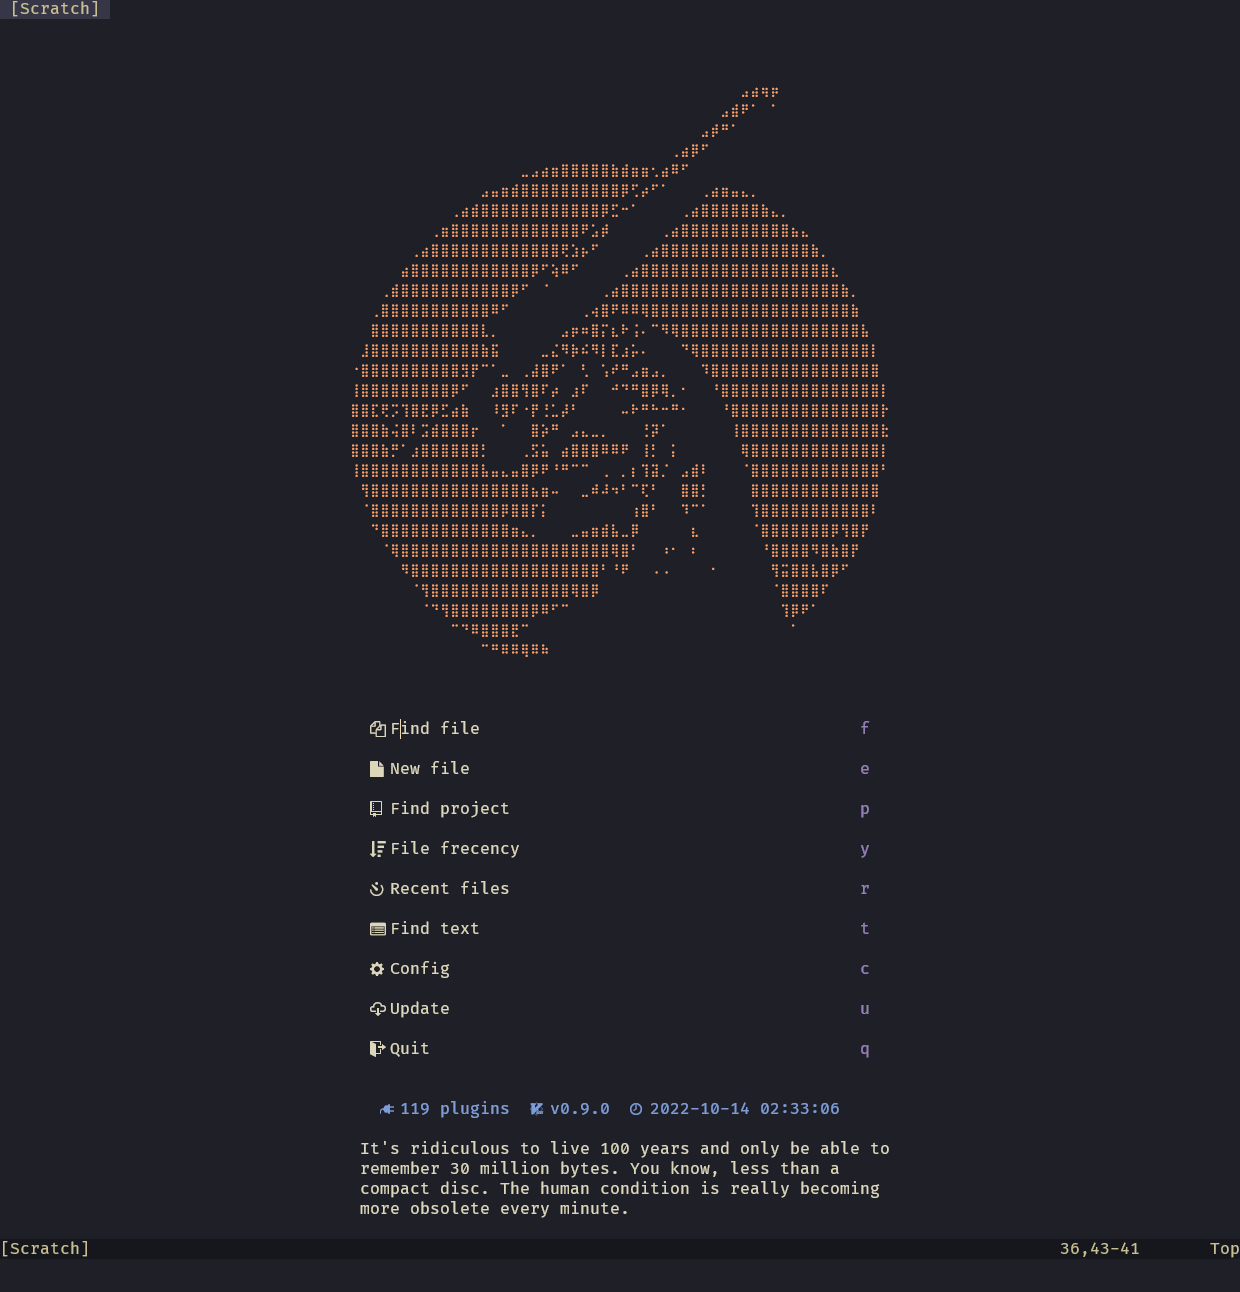 [Scratch]
Find file f
New file e
Find project p
File frecency y
Recent files r
Find text t
Config c
Update u
Quit q
119 plugins v0.9.0 2022-10-14 02:33:06
It's ridiculous to live 100 years and only be able to
remember 30 million bytes. You know, less than a
compact disc. The human condition is really becoming
more obsolete every minute.
[Scratch] 36,43-41 Top